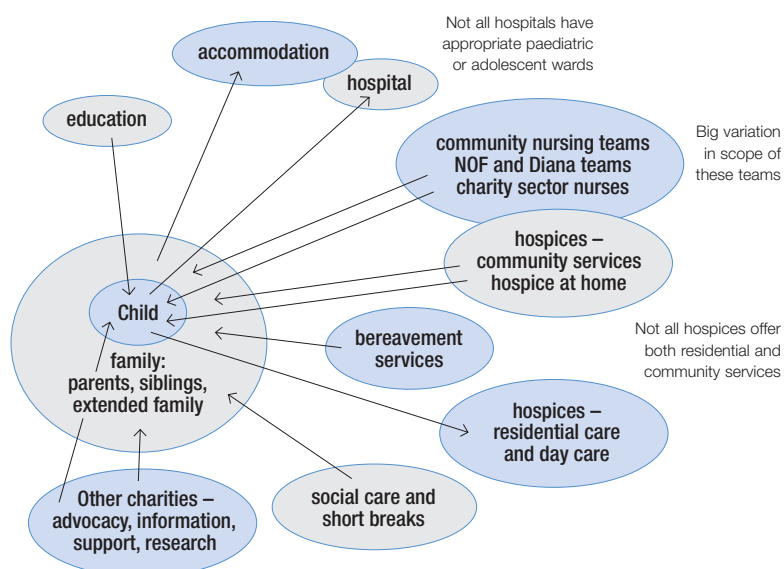 accommodation
hospital
Not all hospitals have
appropriate paediatric
or adolescent wards
education
community nursing teams
NOF and Diana teams
charity sector nurses
Big variation
in scope of
these teams
hospices –
community services
hospice at home
Child
bereavement
services
Not all hospices offer
both residential and
community services
family:
parents, siblings,
extended family
hospices –
residential care
and day care
Other charities –
advocacy, information,
support, research
social care and
short breaks